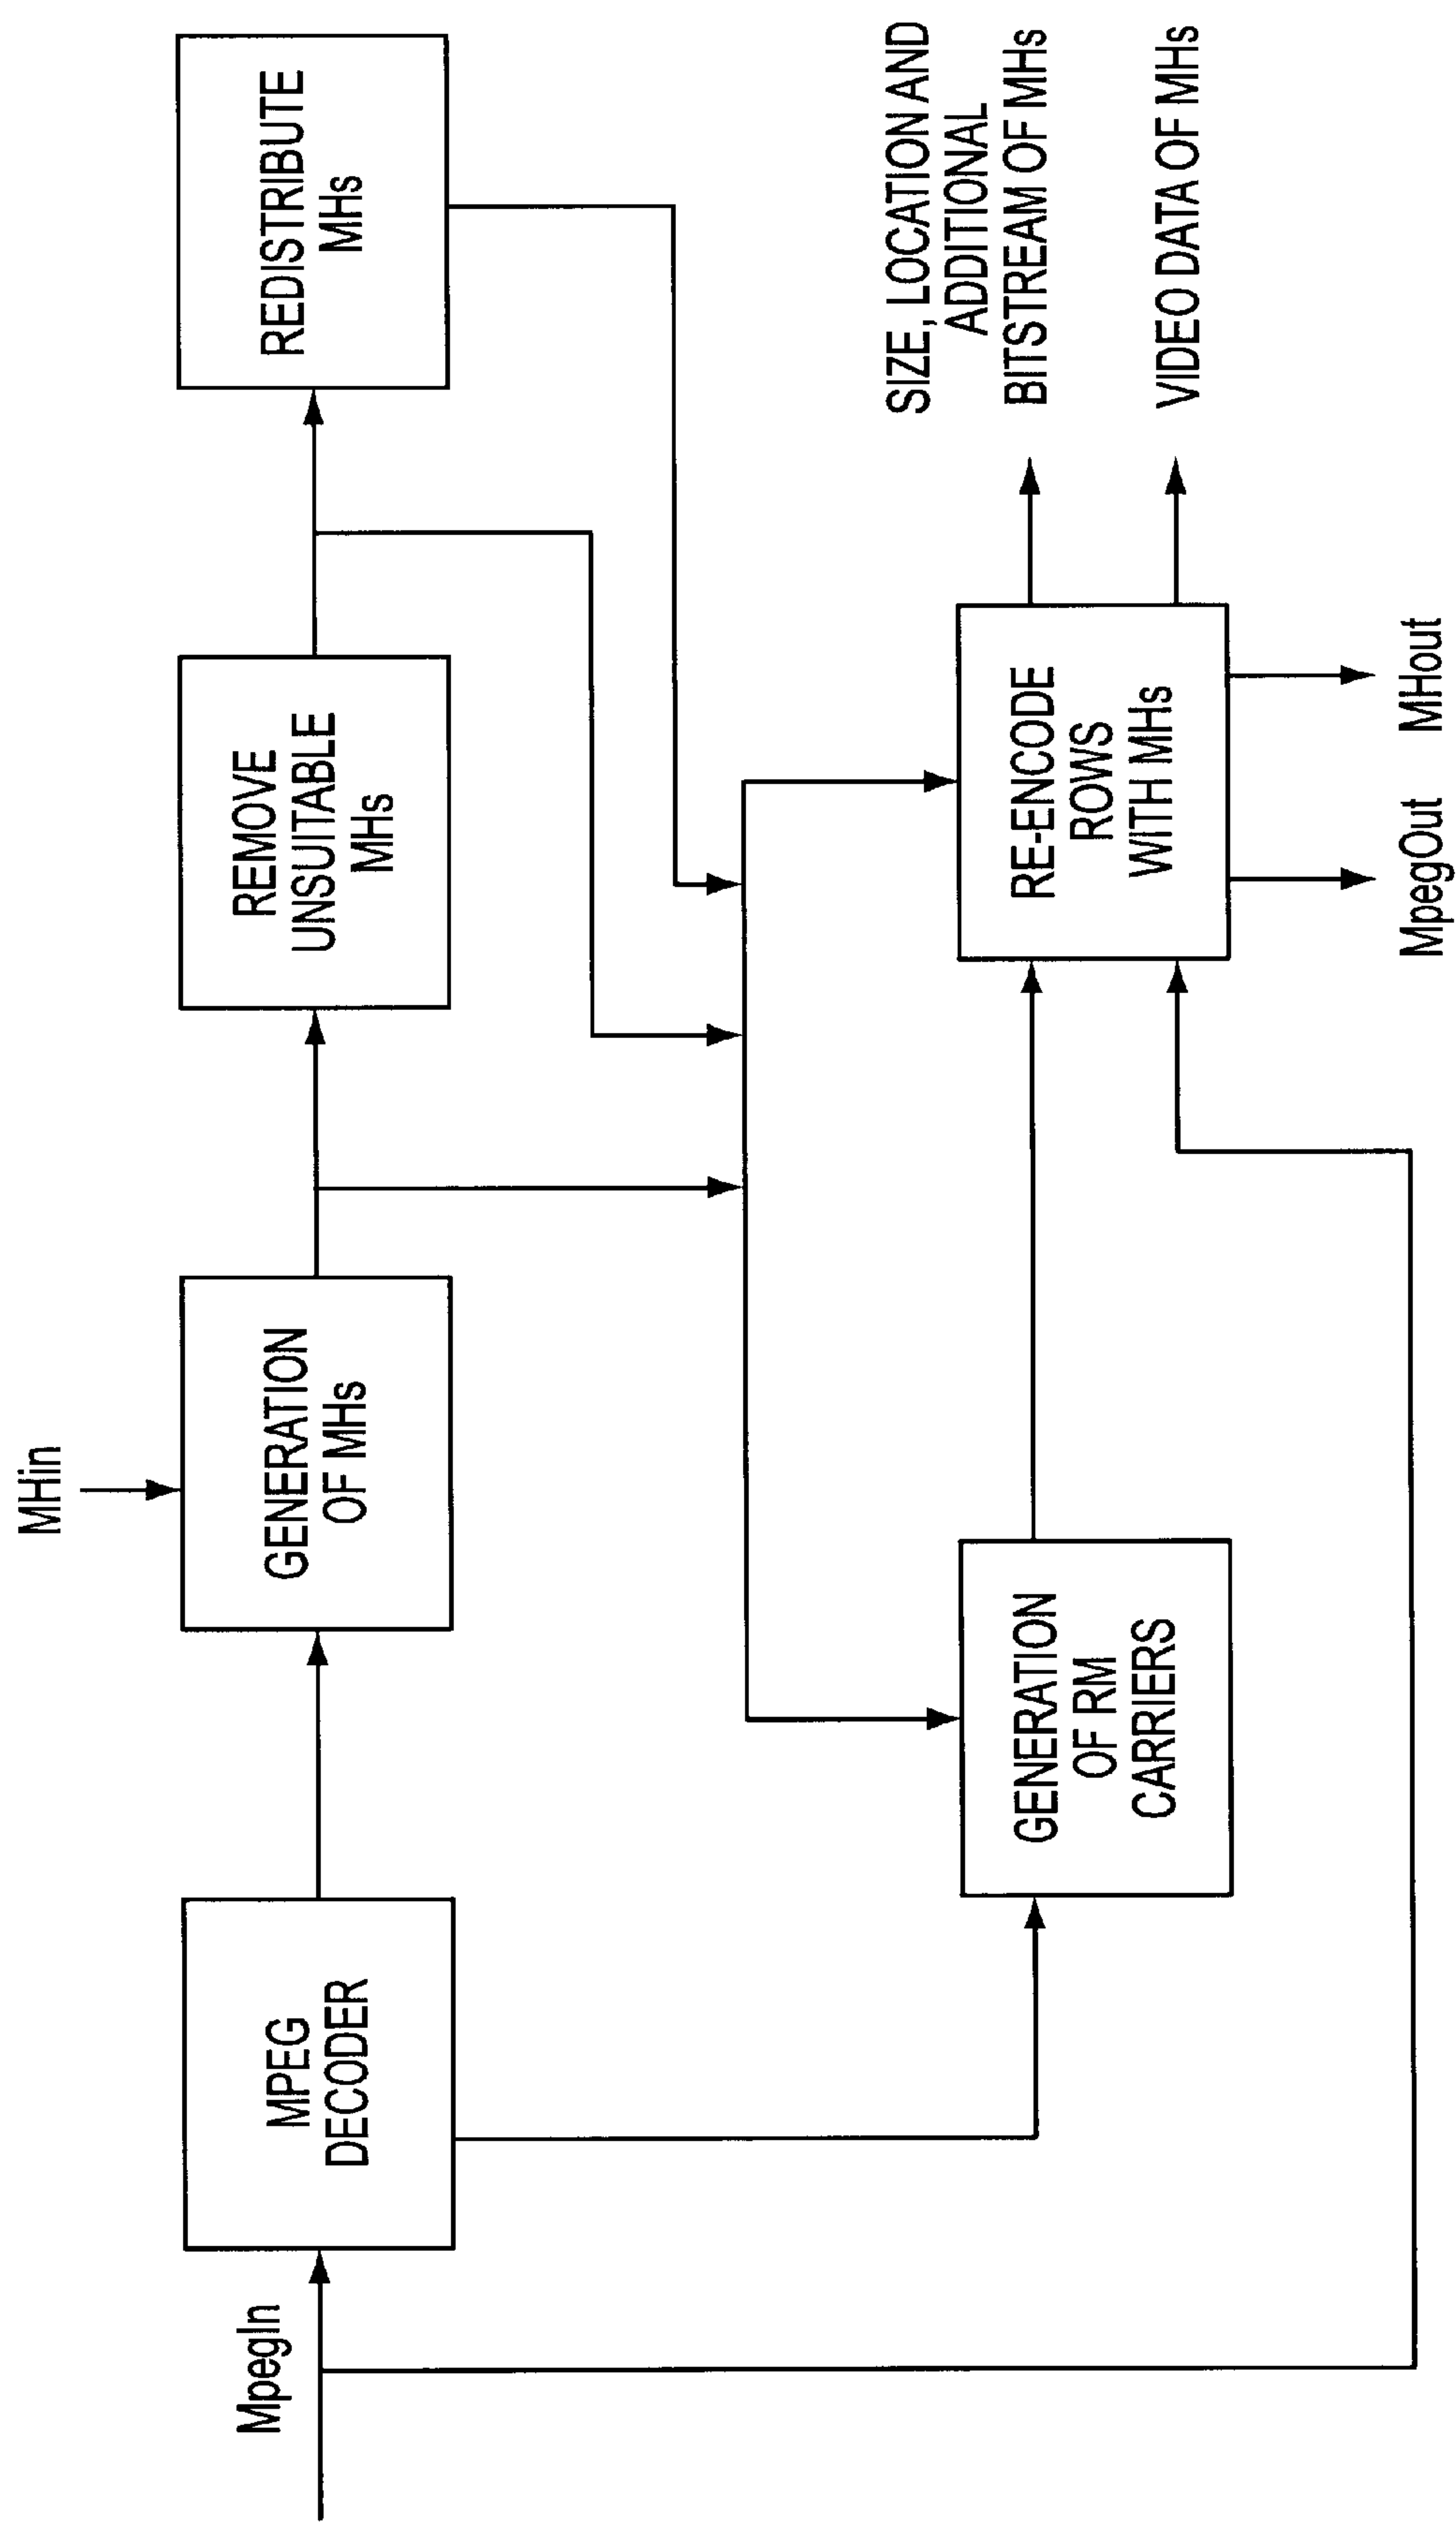 MHin
MpegIn
MPEG
DECODER
GENERATION
OF MHs
REMOVE
UNSUITABLE
MHs
REDISTRIBUTE
MHs
GENERATION
OF RM
CARRIERS
RE-ENCODE
ROWS
WITH MHs
SIZE, LOCATION AND
ADDITIONAL
BITSTREAM OF MHs
VIDEO DATA OF MHs
MpegOut
MHout